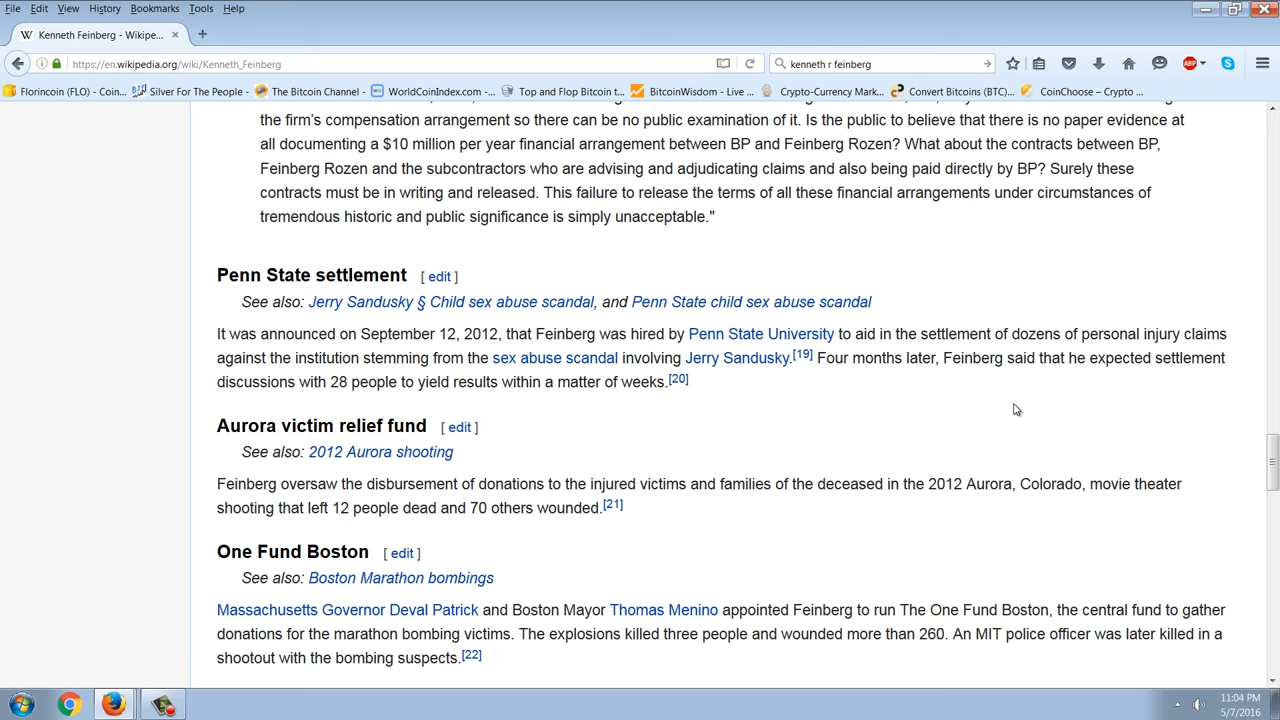 File Edit View History Bookmarks Tools Help
W Kenneth Feinberg - Wikipe... × +
https://en.wikipedia.org/wiki/Kenneth_Feinberg kenneth r feinberg ABP
Florincoin (FLO) - Coin... Silver For The People - ... The Bitcoin Channel - ... WorldCoinIndex.com -... Top and Flop Bitcoin t... BitcoinWisdom - Live ... Crypto-Currency Mark... Convert Bitcoins (BTC)... CoinChoose – Crypto ...
the firm's compensation arrangement so there can be no public examination of it. Is the public to believe that there is no paper evidence at
all documenting a $10 million per year financial arrangement between BP and Feinberg Rozen? What about the contracts between BP,
Feinberg Rozen and the subcontractors who are advising and adjudicating claims and also being paid directly by BP? Surely these
contracts must be in writing and released. This failure to release the terms of all these financial arrangements under circumstances of
tremendous historic and public significance is simply unacceptable."
Penn State settlement [ edit ]
See also: Jerry Sandusky § Child sex abuse scandal, and Penn State child sex abuse scandal
It was announced on September 12, 2012, that Feinberg was hired by Penn State University to aid in the settlement of dozens of personal injury claims
against the institution stemming from the sex abuse scandal involving Jerry Sandusky.[19] Four months later, Feinberg said that he expected settlement
discussions with 28 people to yield results within a matter of weeks.[20]
Aurora victim relief fund [ edit ]
See also: 2012 Aurora shooting
Feinberg oversaw the disbursement of donations to the injured victims and families of the deceased in the 2012 Aurora, Colorado, movie theater
shooting that left 12 people dead and 70 others wounded.[21]
One Fund Boston [ edit ]
See also: Boston Marathon bombings
Massachusetts Governor Deval Patrick and Boston Mayor Thomas Menino appointed Feinberg to run The One Fund Boston, the central fund to gather
donations for the marathon bombing victims. The explosions killed three people and wounded more than 260. An MIT police officer was later killed in a
shootout with the bombing suspects.[22]
11:04 PM
5/7/2016